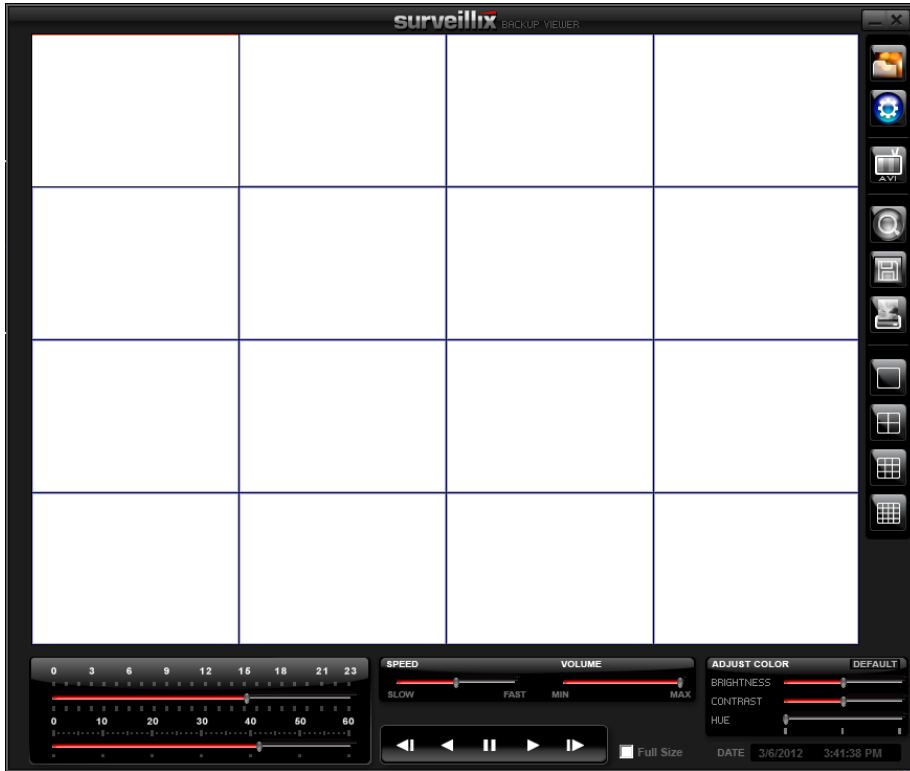 surveillix BACKUP VIEWER
AVI
0 3 6 9 12 15 18 21 23
0 10 20 30 40 50 60
SPEED VOLUME
SLOW FAST MIN MAX
Full Size
ADJUST COLOR DEFAULT
BRIGHTNESS
CONTRAST
HUE
DATE 3/6/2012 3:41:38 PM